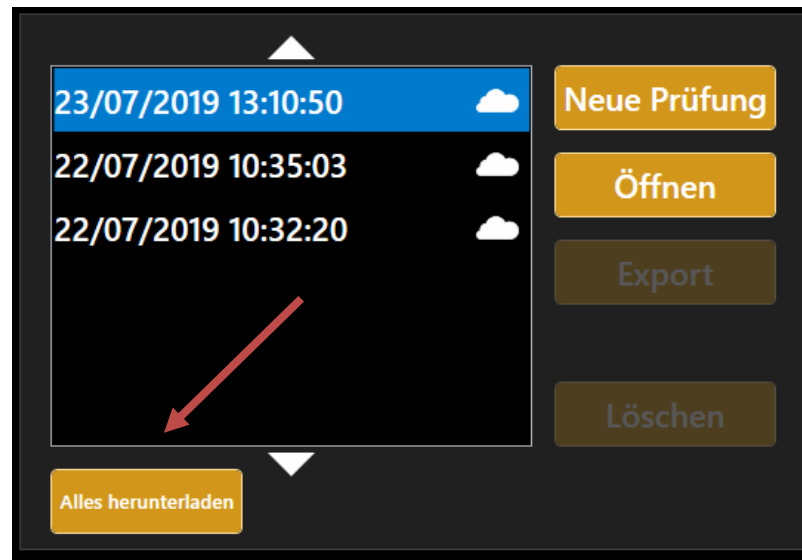 23/07/2019 13:10:50
22/07/2019 10:35:03
22/07/2019 10:32:20
Neue Prüfung
Öffnen
Export
Löschen
Alles herunterladen